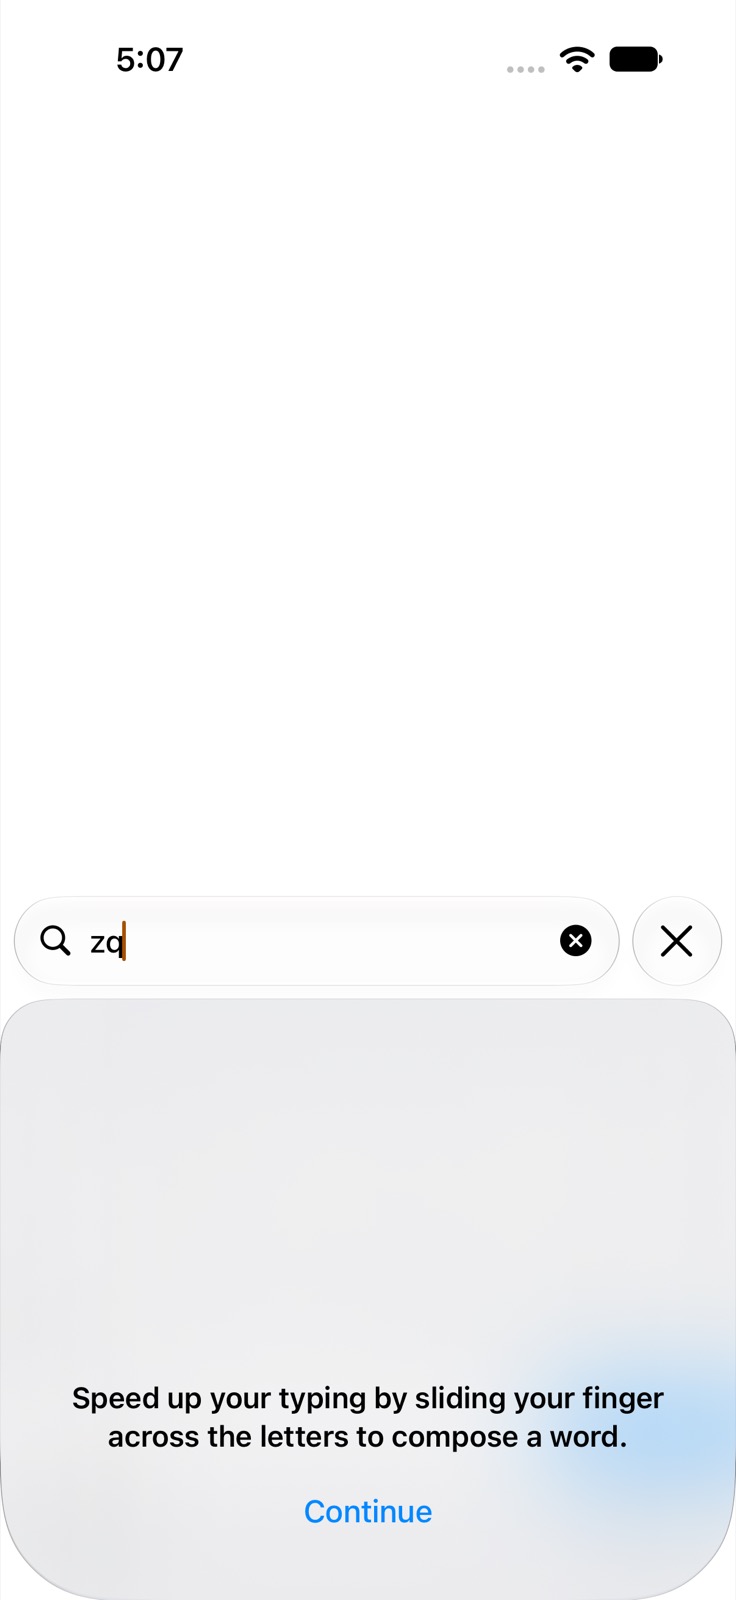 5:07
zq
Speed up your typing by sliding your finger
across the letters to compose a word.
Continue